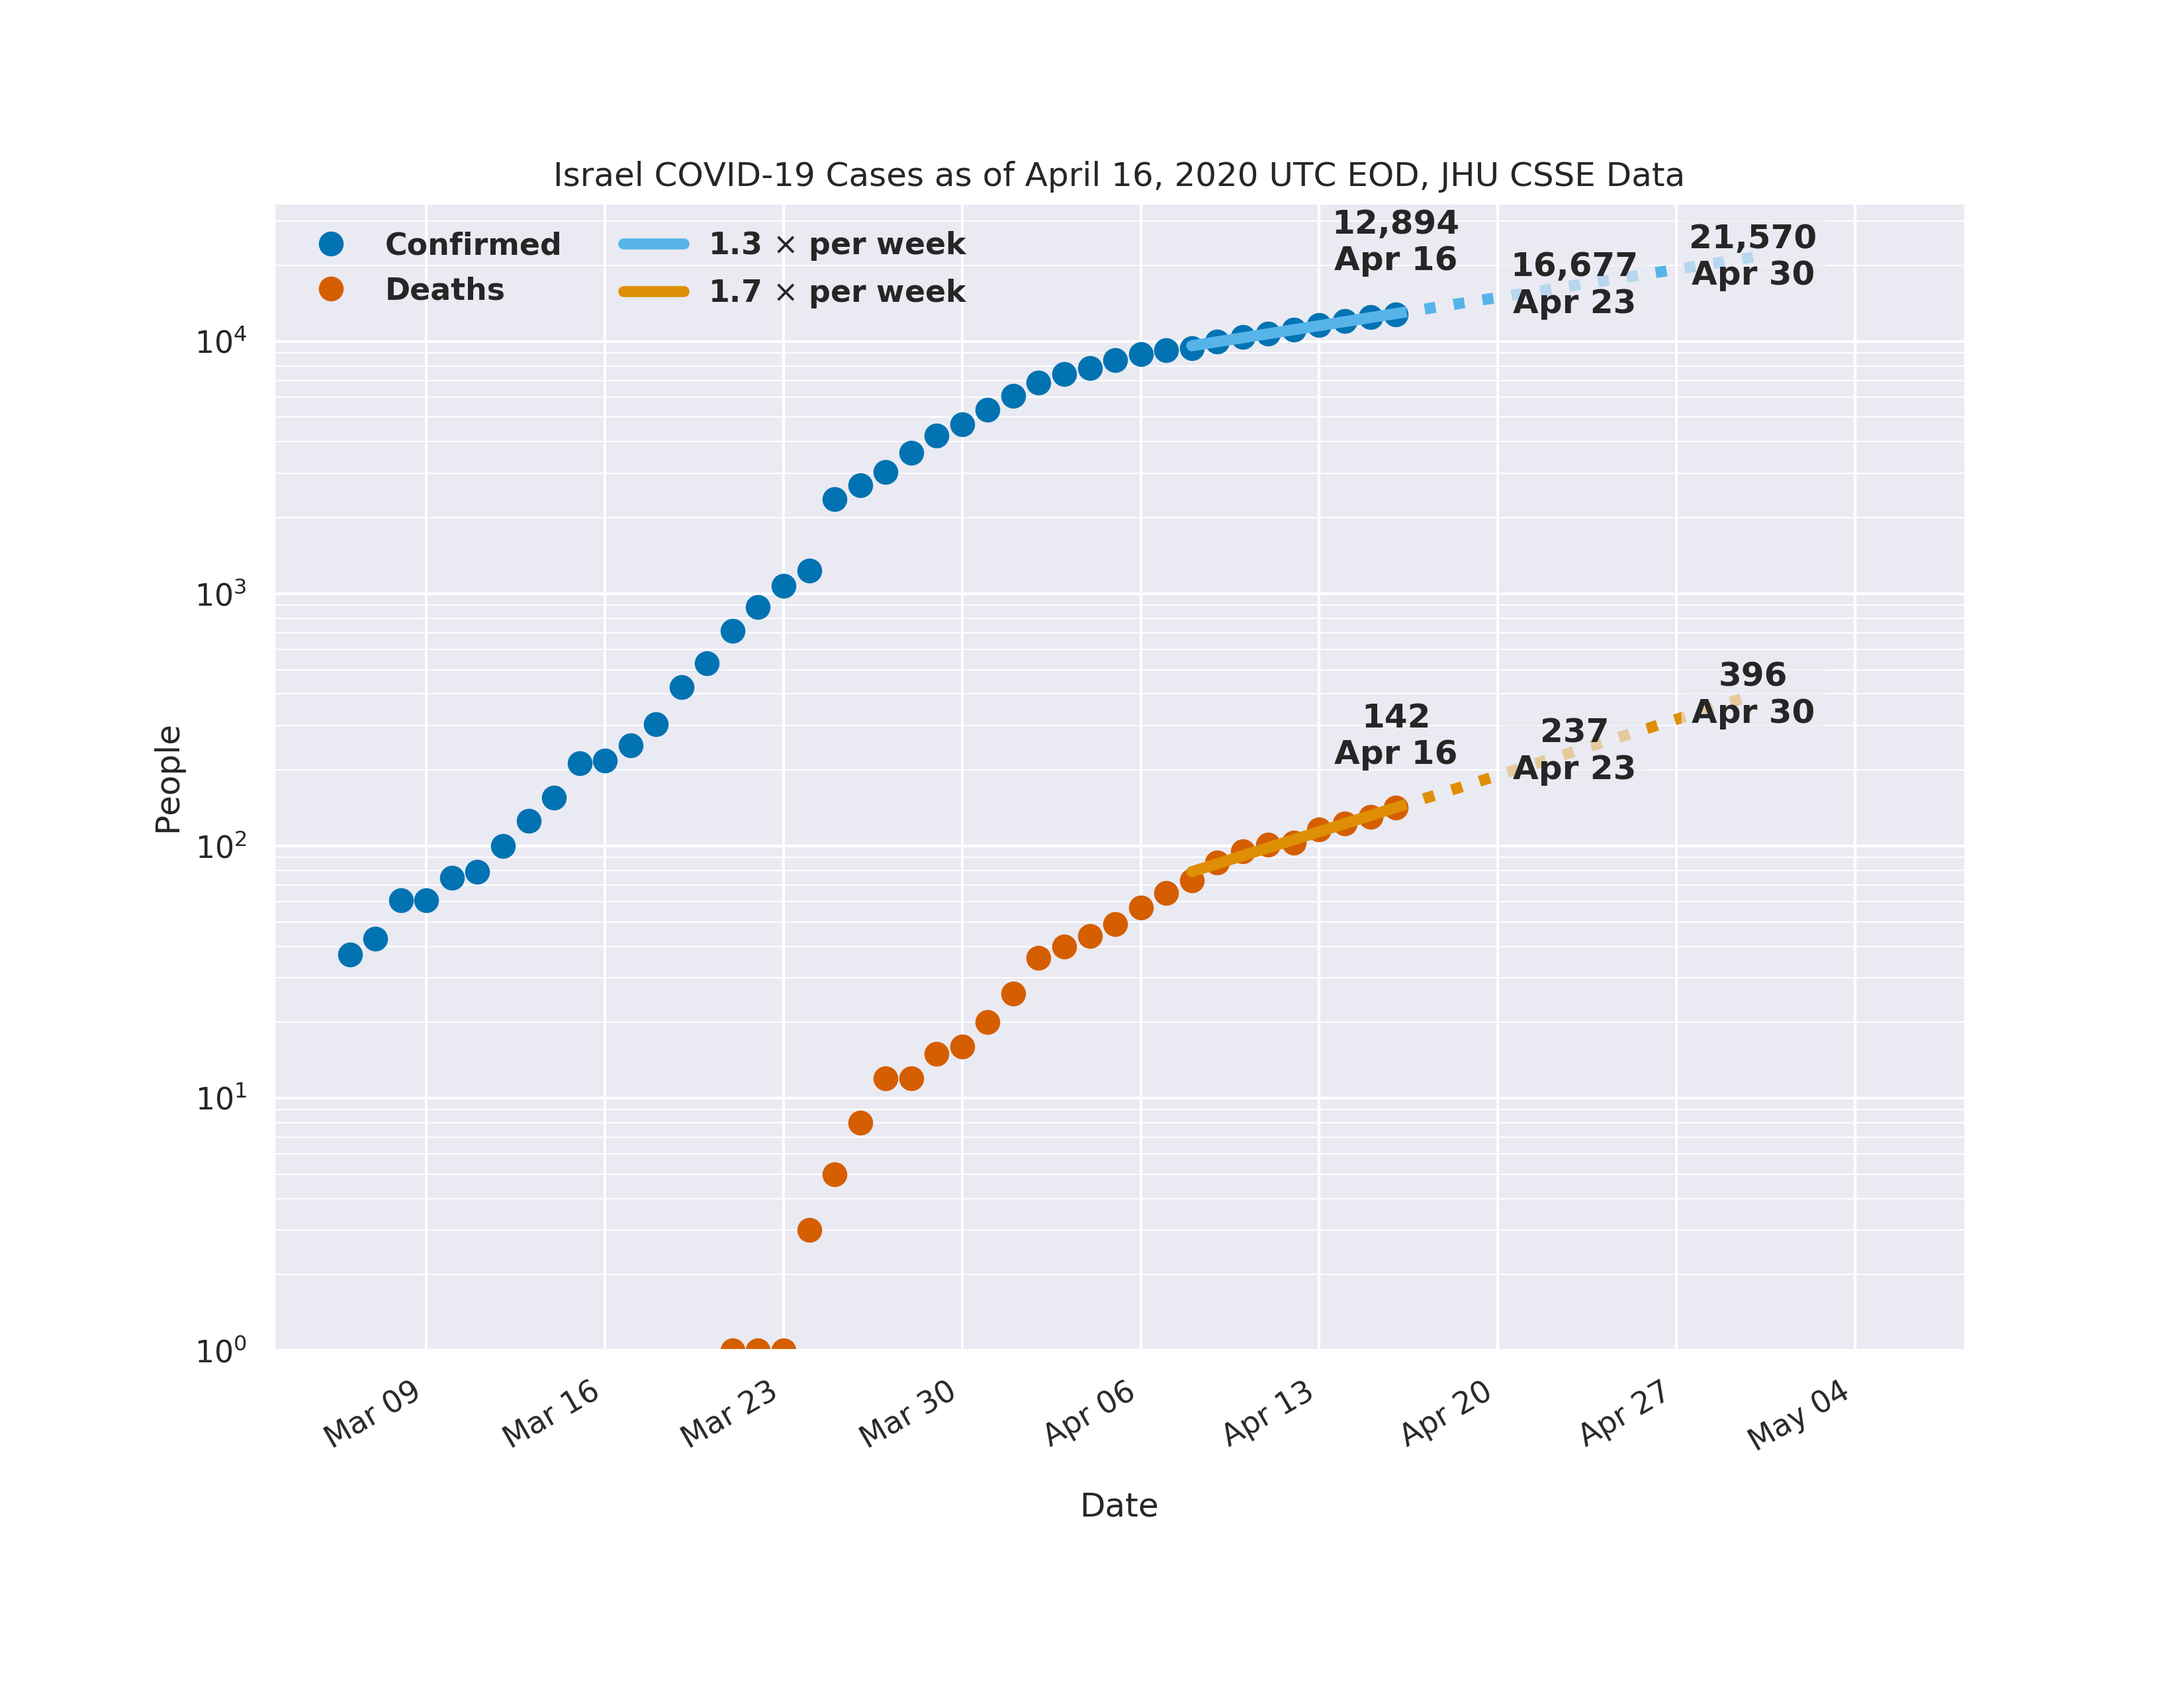 Israel COVID-19 Cases as of April 16, 2020 UTC EOD, JHU CSSE Data
Confirmed
Deaths
1.3 × per week
1.7 × per week
12,894
Apr 16
16,677
Apr 23
21,570
Apr 30
142
Apr 16
237
Apr 23
396
Apr 30
People
10⁴
10³
10²
10¹
10⁰
Mar 09
Mar 16
Mar 23
Mar 30
Apr 06
Apr 13
Apr 20
Apr 27
May 04
Date